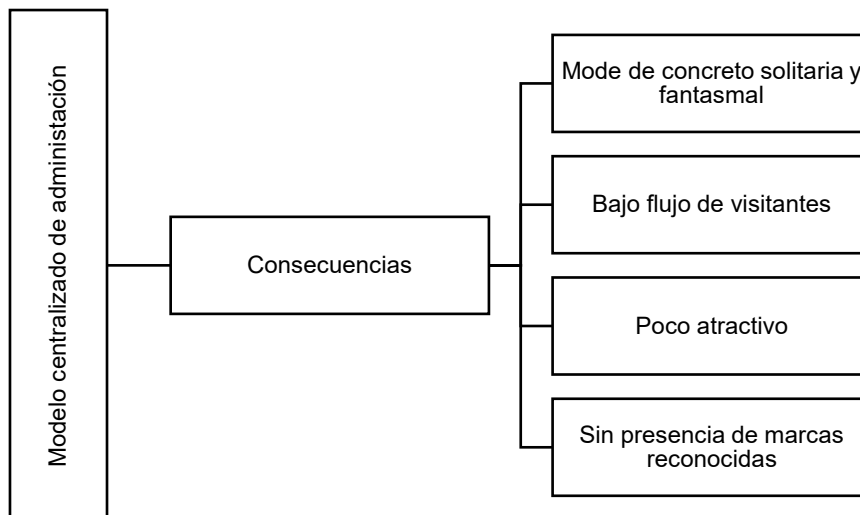 Modelo centralizado de administación
Consecuencias
Mode de concreto solitaria y
fantasmal
Bajo flujo de visitantes
Poco atractivo
Sin presencia de marcas
reconocidas